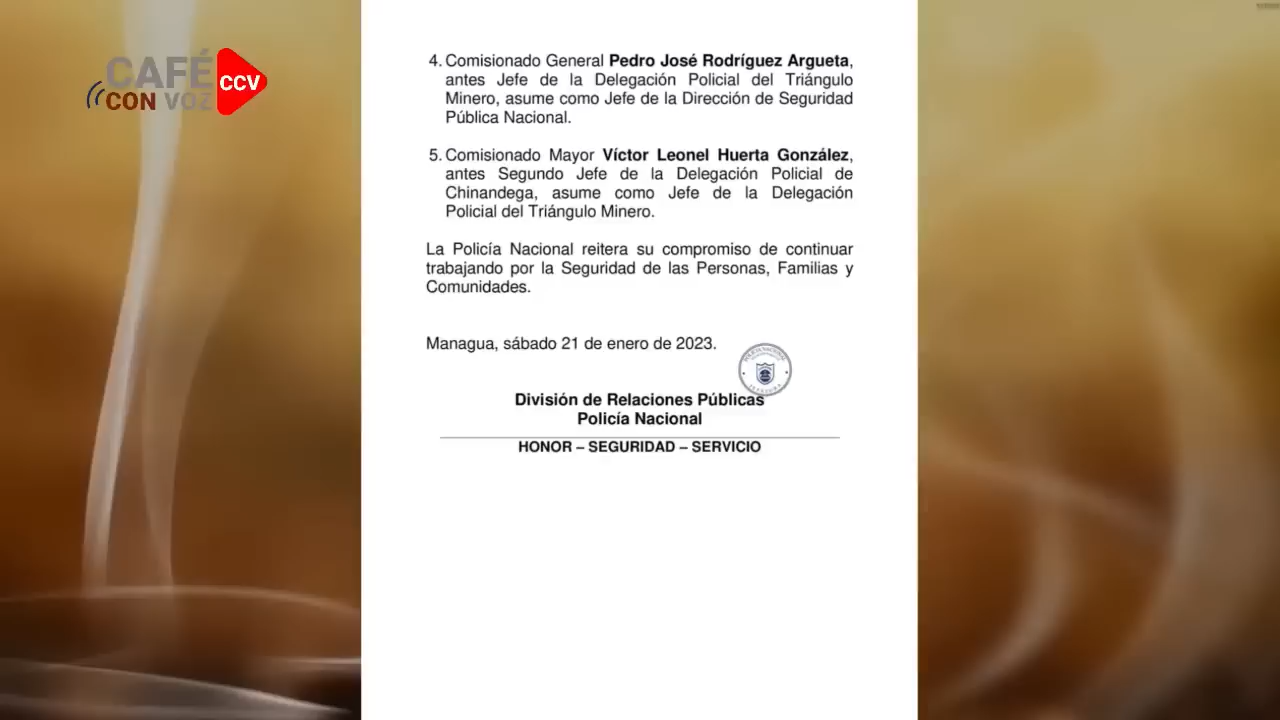 CAFÉ
CON VOZ
CCV
4. Comisionado General Pedro José Rodríguez Argueta,
antes Jefe de la Delegación Policial del Triángulo
Minero, asume como Jefe de la Dirección de Seguridad
Pública Nacional.
5. Comisionado Mayor Víctor Leonel Huerta González,
antes Segundo Jefe de la Delegación Policial de
Chinandega, asume como Jefe de la Delegación
Policial del Triángulo Minero.
La Policía Nacional reitera su compromiso de continuar
trabajando por la Seguridad de las Personas, Familias y
Comunidades.
Managua, sábado 21 de enero de 2023.
POLICÍA NACIONAL
División de Relaciones Públicas
Policía Nacional
HONOR – SEGURIDAD – SERVICIO